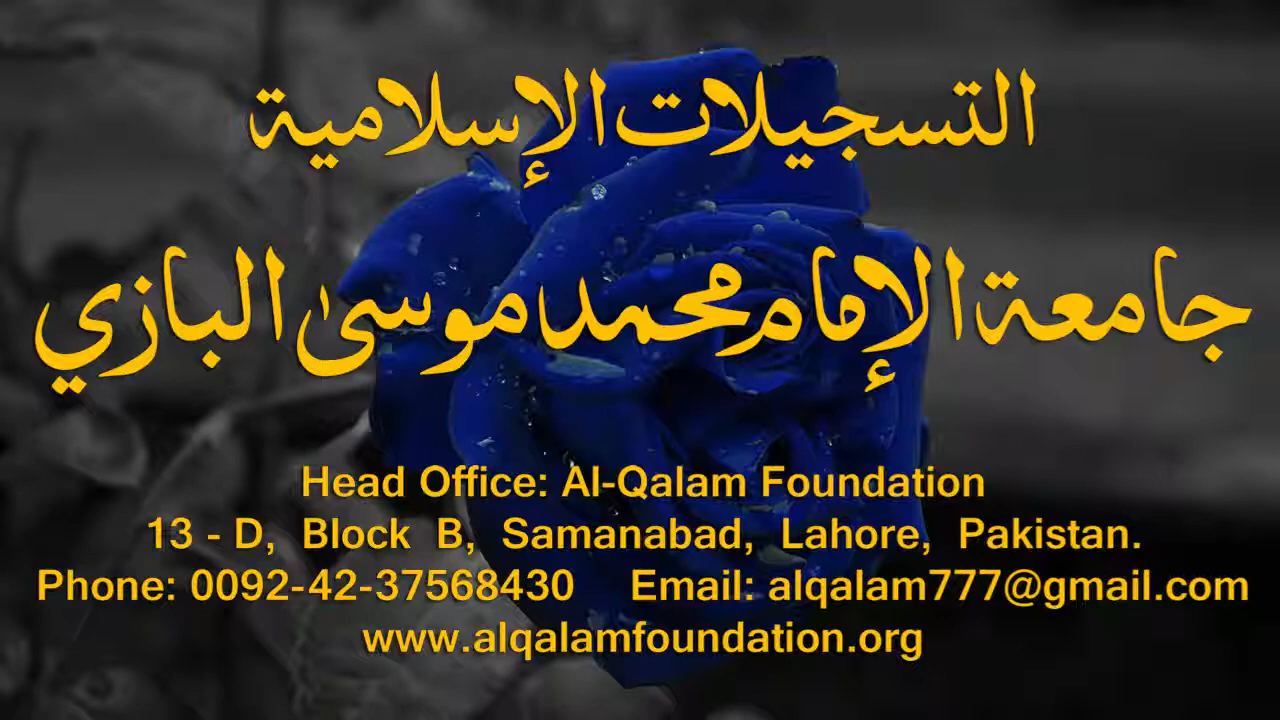 التسجيلات الإسلامية
جامعة الإمام محمد موسىٰ البازي
Head Office: Al-Qalam Foundation
13 - D, Block B, Samanabad, Lahore, Pakistan.
Phone: 0092-42-37568430 Email: alqalam777@gmail.com
www.alqalamfoundation.org